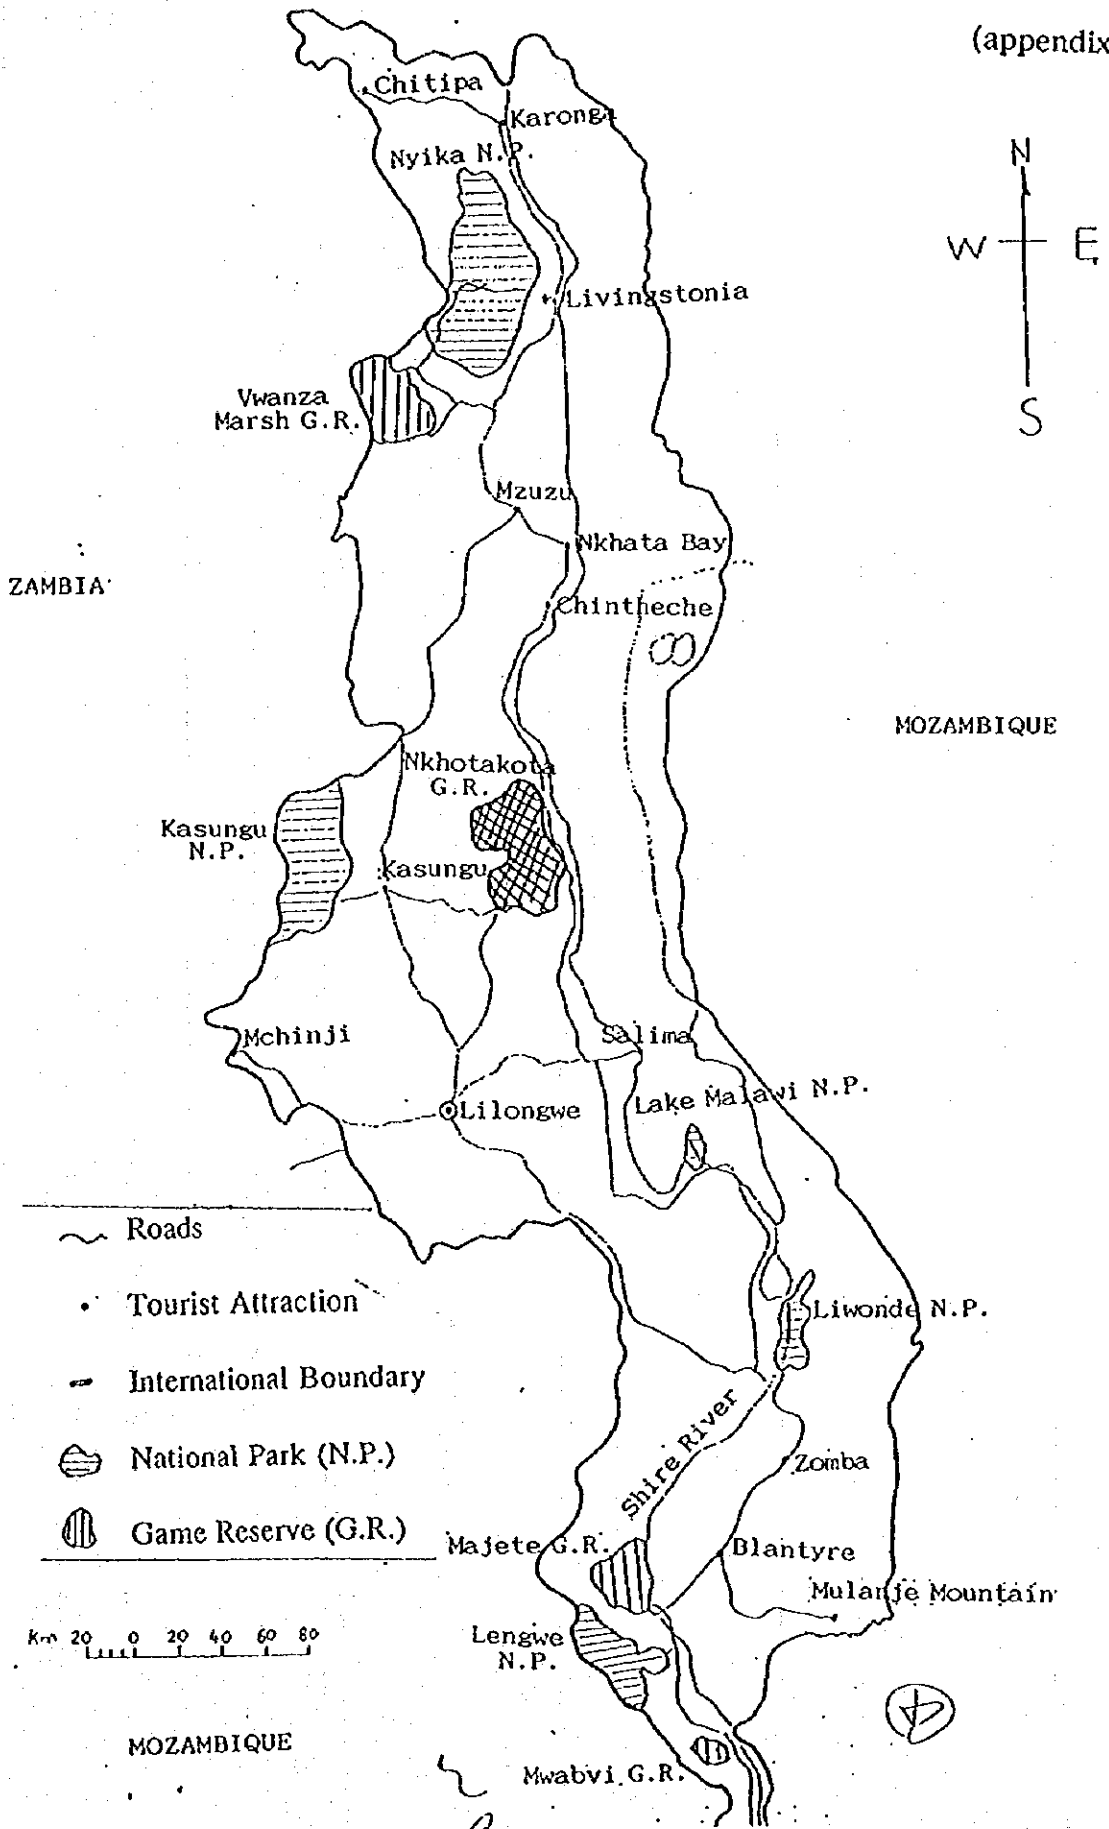 (appendix
Chitipa
Karonga
Nyika N.P.
N
W E
S
Livingstonia
Vwanza
Marsh G.R.
Mzuzu
Nkhata Bay
ZAMBIA
Chintheche
MOZAMBIQUE
Nkhotakota
G.R.
Kasungu
N.P.
Kasungu
Mchinji
Salima
Lake Malawi N.P.
Lilongwe
Roads
Tourist Attraction
Liwonde N.P.
International Boundary
Shire River
National Park (N.P.)
Zomba
Game Reserve (G.R.)
Majete G.R.
Blantyre
Mulanje Mountain
Km 20 0 20 40 60 80
Lengwe
N.P.
MOZAMBIQUE
Mwabvi G.R.